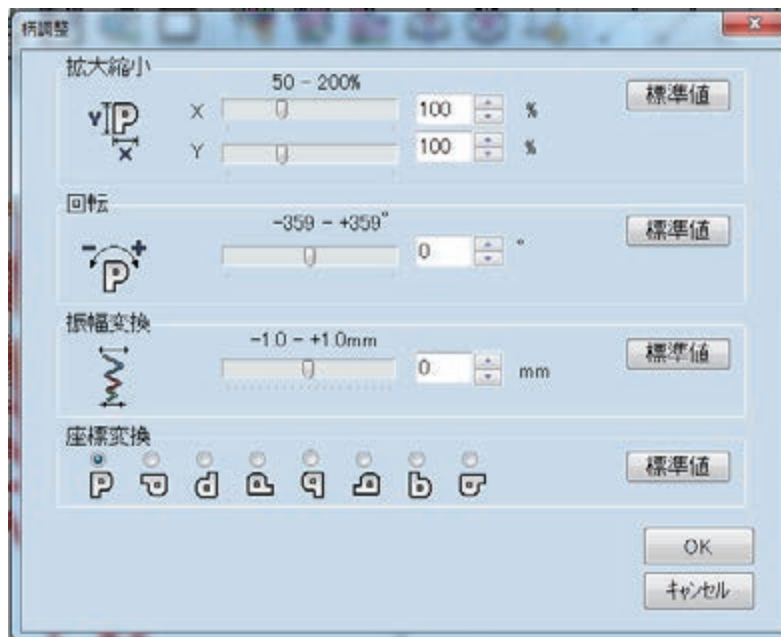 柄調整
拡大縮小
50 - 200%
標準値
Y P X
X 100 %
Y 100 %
回転
-359 - +359°
標準値
- + P
0 °
振幅変換
-1.0 - +1.0mm
標準値
0. mm
座標変換
標準値
P
OK
キャンセル